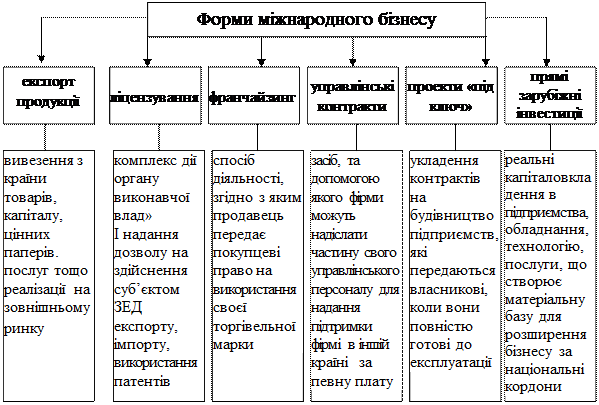 Форми міжнародного бізнесу
експорт
продукції
ліцензування
франчайзинг
управлінські
контракти
проекти «під
ключ»
прямі
зарубіжні
інвестиції
вивезення з
країни
товарів,
капіталу,
цінних
паперів.
послуг тощо
реалізації на
зовнішньому
ринку
комплекс дії
органу
виконавчої
влад»
І надання
дозволу на
здійснення
суб’єктом
ЗЕД
експорту,
імпорту,
використання
патентів
спосіб
діяльності,
згідно з яким
продавець
передає
покупцеві
право на
використання
своєї
торгівельної
марки
засіб, та
допомогою
якого фірми
можуть
надіслати
частину свого
управлінського
персоналу для
надання
підтримки
фірмі в іншій
країні за
певну плату
укладення
контрактів
на
будівництво
підприємств,
які
передаються
власникові,
коли вони
повністю
готові до
експлуатації
реальні
капіталовкла
дення в
підприємства,
обладнання,
технологію,
послуги, що
створює
матеріальну
базу для
розширення
бізнесу за
національні
кордони